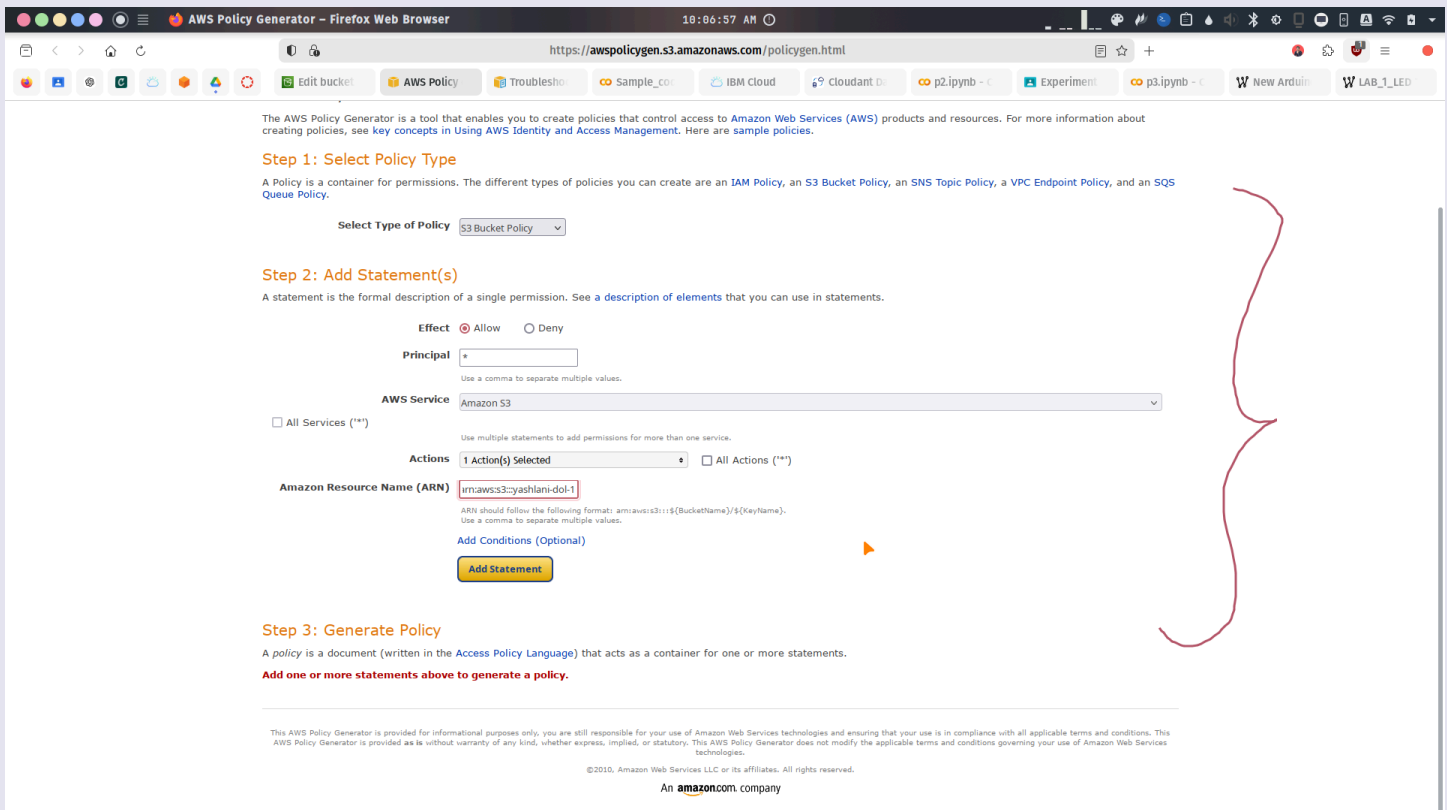 AWS Policy Generator – Firefox Web Browser
10:06:57 AM
https://awspolicygen.s3.amazonaws.com/policygen.html
Edit bucket
AWS Policy
Troublesho
Sample_co
IBM Cloud
Cloudant Da
p2.ipynb - C
Experiment
p3.ipynb - C
New Arduin
LAB_1_LED
The AWS Policy Generator is a tool that enables you to create policies that control access to Amazon Web Services (AWS) products and resources. For more information about
creating policies, see key concepts in Using AWS Identity and Access Management. Here are sample policies.
Step 1: Select Policy Type
A Policy is a container for permissions. The different types of policies you can create are an IAM Policy, an S3 Bucket Policy, an SNS Topic Policy, a VPC Endpoint Policy, and an SQS
Queue Policy.
Select Type of Policy S3 Bucket Policy
Step 2: Add Statement(s)
A statement is the formal description of a single permission. See a description of elements that you can use in statements.
Effect Allow Deny
Principal *
Use a comma to separate multiple values.
AWS Service Amazon S3
All Services ('*')
Use multiple statements to add permissions for more than one service.
Actions 1 Action(s) Selected All Actions ('*')
Amazon Resource Name (ARN) arn:aws:s3:::yashlani-dol-1
ARN should follow the following format: arn:aws:s3:::${BucketName}/${KeyName}.
Use a comma to separate multiple values.
Add Conditions (Optional)
Add Statement
Step 3: Generate Policy
A policy is a document (written in the Access Policy Language) that acts as a container for one or more statements.
Add one or more statements above to generate a policy.
This AWS Policy Generator is provided for informational purposes only, you are still responsible for your use of Amazon Web Services technologies and ensuring that your use is in compliance with all applicable terms and conditions. This
AWS Policy Generator is provided as is without warranty of any kind, whether express, implied, or statutory. This AWS Policy Generator does not modify the applicable terms and conditions governing your use of Amazon Web Services
technologies.
©2010, Amazon Web Services LLC or its affiliates. All rights reserved.
An amazon.com. company